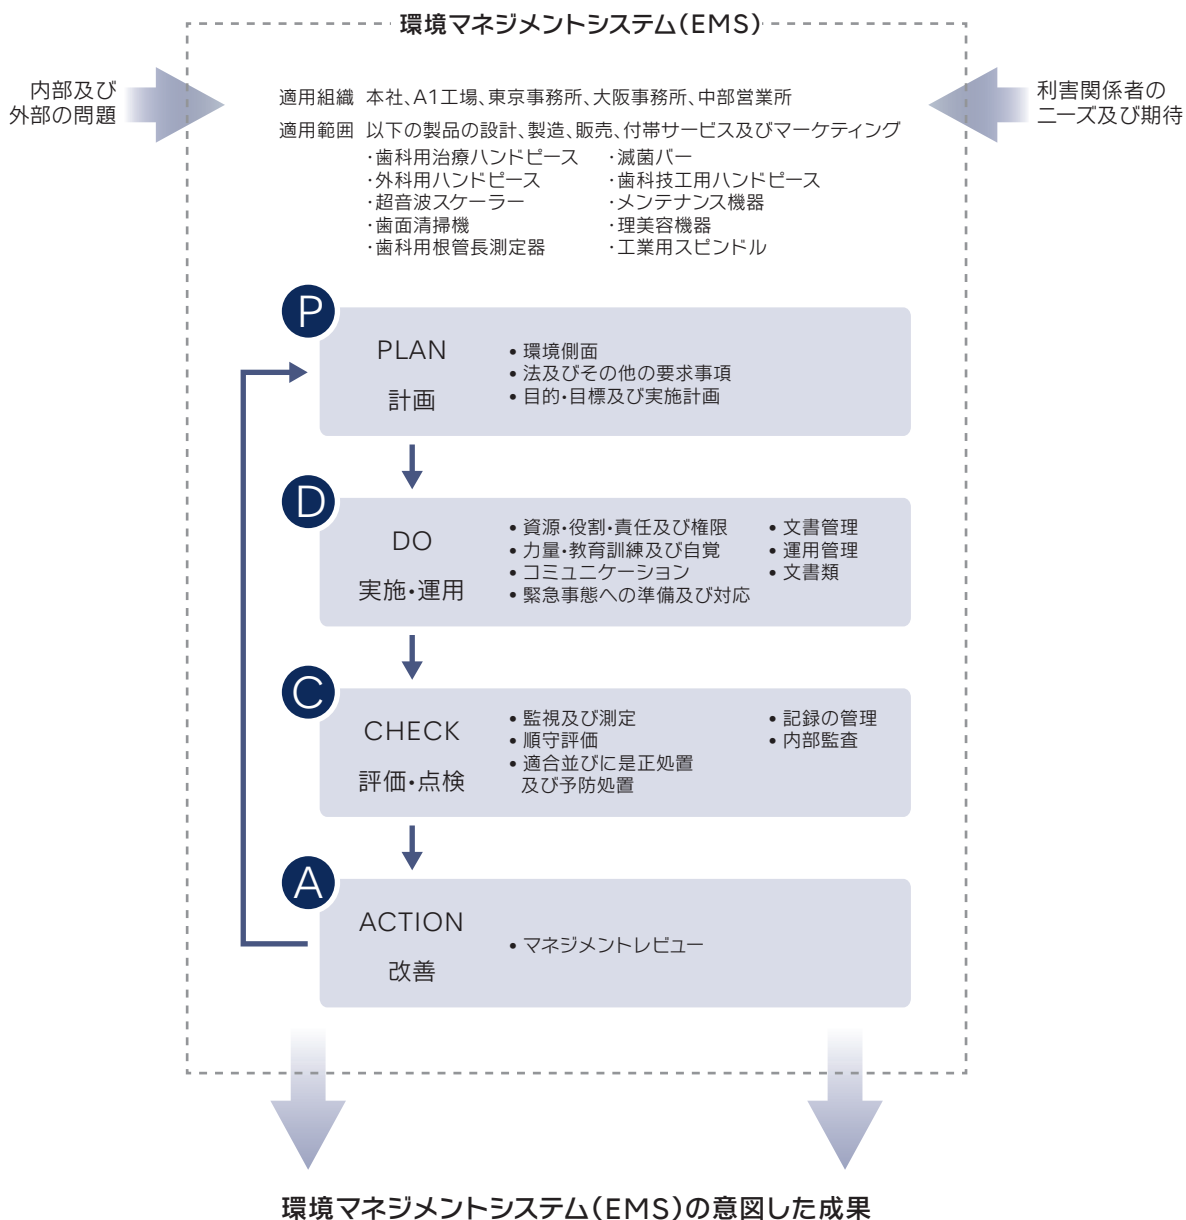 環境マネジメントシステム(EMS)
内部及び
外部の問題
利害関係者の
ニーズ及び期待
適用組織 本社、A1工場、東京事務所、大阪事務所、中部営業所
適用範囲 以下の製品の設計、製造、販売、付帯サービス及びマーケティング
・歯科用治療ハンドピース ・滅菌バー
・外科用ハンドピース ・歯科技工用ハンドピース
・超音波スケーラー ・メンテナンス機器
・歯面清掃機 ・理美容機器
・歯科用根管長測定器 ・工業用スピンドル
P
PLAN
計画
• 環境側面
• 法及びその他の要求事項
• 目的・目標及び実施計画
D
DO
実施・運用
• 資源・役割・責任及び権限
• 力量・教育訓練及び自覚
• コミュニケーション
• 緊急事態への準備及び対応
• 文書管理
• 運用管理
• 文書類
C
CHECK
評価・点検
• 監視及び測定
• 順守評価
• 適合並びに是正処置
及び予防処置
• 記録の管理
• 内部監査
A
ACTION
改善
• マネジメントレビュー
環境マネジメントシステム(EMS)の意図した成果